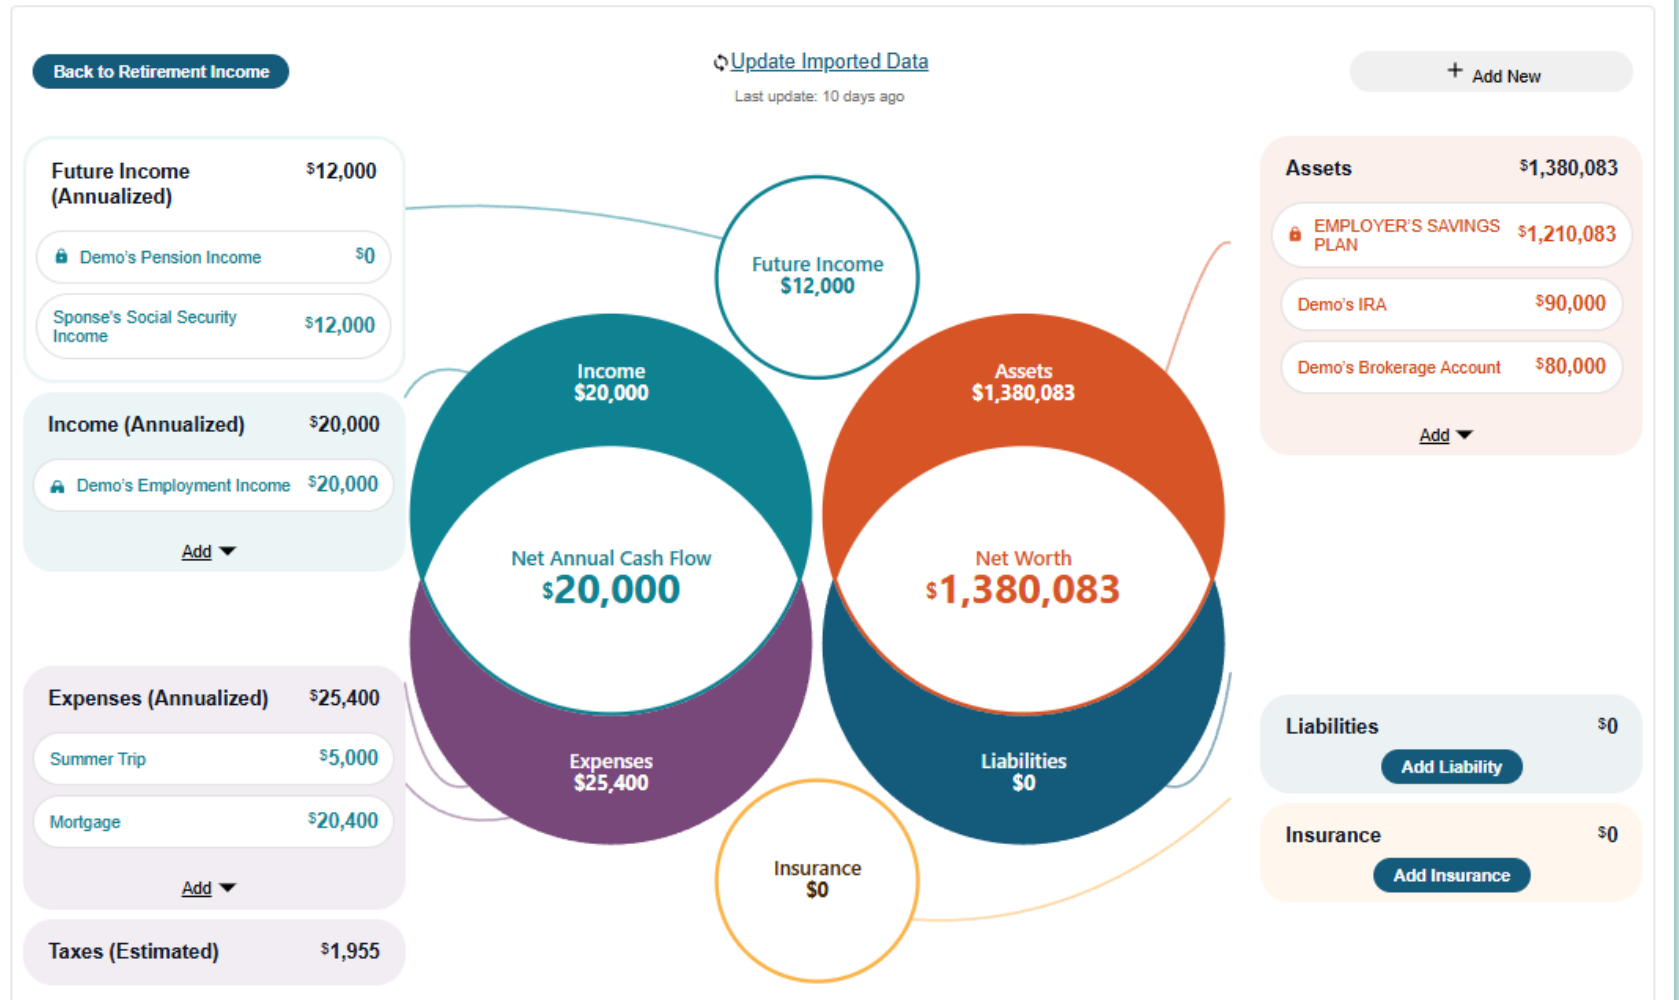 Back to Retirement Income
Update Imported Data
Last update: 10 days ago
+ Add New
Future Income
(Annualized)
$12,000
Demo's Pension Income
$0
Sponse's Social Security
Income
$12,000
Income (Annualized)
$20,000
Demo's Employment Income
$20,000
Add
Expenses (Annualized)
$25,400
Summer Trip
$5,000
Mortgage
$20,400
Add
Taxes (Estimated)
$1,955
Future Income
$12,000
Income
$20,000
Net Annual Cash Flow
$20,000
Expenses
$25,400
Assets
$1,380,083
Net Worth
$1,380,083
Liabilities
$0
Insurance
$0
Assets
$1,380,083
EMPLOYER'S SAVINGS
PLAN
$1,210,083
Demo's IRA
$90,000
Demo's Brokerage Account
$80,000
Add
Liabilities
$0
Add Liability
Insurance
$0
Add Insurance